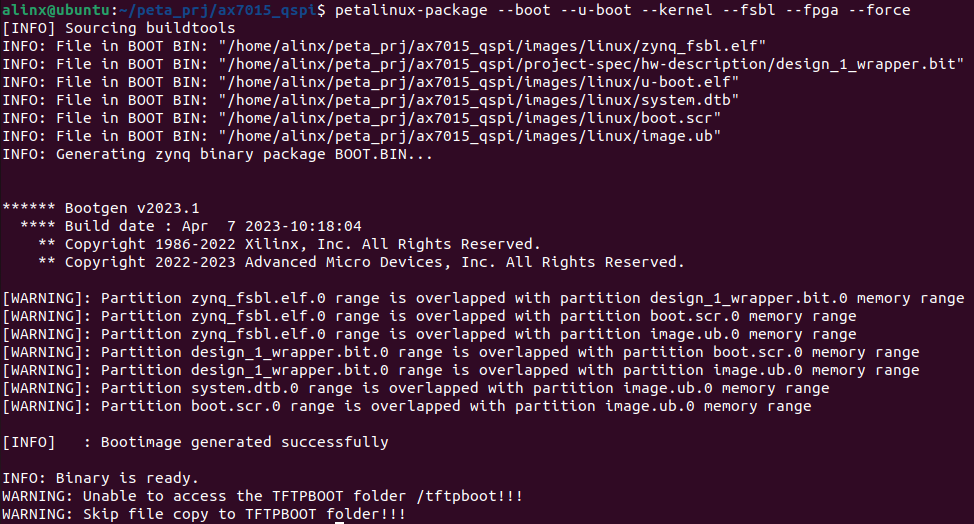 alinx@ubuntu:~/peta_prj/ax7015_qspi$ petalinux-package --boot --u-boot --kernel --fsbl --fpga --force
[INFO] Sourcing buildtools
INFO: File in BOOT BIN: "/home/alinx/peta_prj/ax7015_qspi/images/linux/zynq_fsbl.elf"
INFO: File in BOOT BIN: "/home/alinx/peta_prj/ax7015_qspi/project-spec/hw-description/design_1_wrapper.bit"
INFO: File in BOOT BIN: "/home/alinx/peta_prj/ax7015_qspi/images/linux/u-boot.elf"
INFO: File in BOOT BIN: "/home/alinx/peta_prj/ax7015_qspi/images/linux/system.dtb"
INFO: File in BOOT BIN: "/home/alinx/peta_prj/ax7015_qspi/images/linux/boot.scr"
INFO: File in BOOT BIN: "/home/alinx/peta_prj/ax7015_qspi/images/linux/image.ub"
INFO: Generating zynq binary package BOOT.BIN...
****** Bootgen v2023.1
  **** Build date : Apr  7 2023-10:18:04
    ** Copyright 1986-2022 Xilinx, Inc. All Rights Reserved.
    ** Copyright 2022-2023 Advanced Micro Devices, Inc. All Rights Reserved.
[WARNING]: Partition zynq_fsbl.elf.0 range is overlapped with partition design_1_wrapper.bit.0 memory range
[WARNING]: Partition zynq_fsbl.elf.0 range is overlapped with partition boot.scr.0 memory range
[WARNING]: Partition zynq_fsbl.elf.0 range is overlapped with partition image.ub.0 memory range
[WARNING]: Partition design_1_wrapper.bit.0 range is overlapped with partition boot.scr.0 memory range
[WARNING]: Partition design_1_wrapper.bit.0 range is overlapped with partition image.ub.0 memory range
[WARNING]: Partition system.dtb.0 range is overlapped with partition image.ub.0 memory range
[WARNING]: Partition boot.scr.0 range is overlapped with partition image.ub.0 memory range
[INFO]   : Bootimage generated successfully
INFO: Binary is ready.
WARNING: Unable to access the TFTPBOOT folder /tftpboot!!!
WARNING: Skip file copy to TFTPBOOT folder!!!